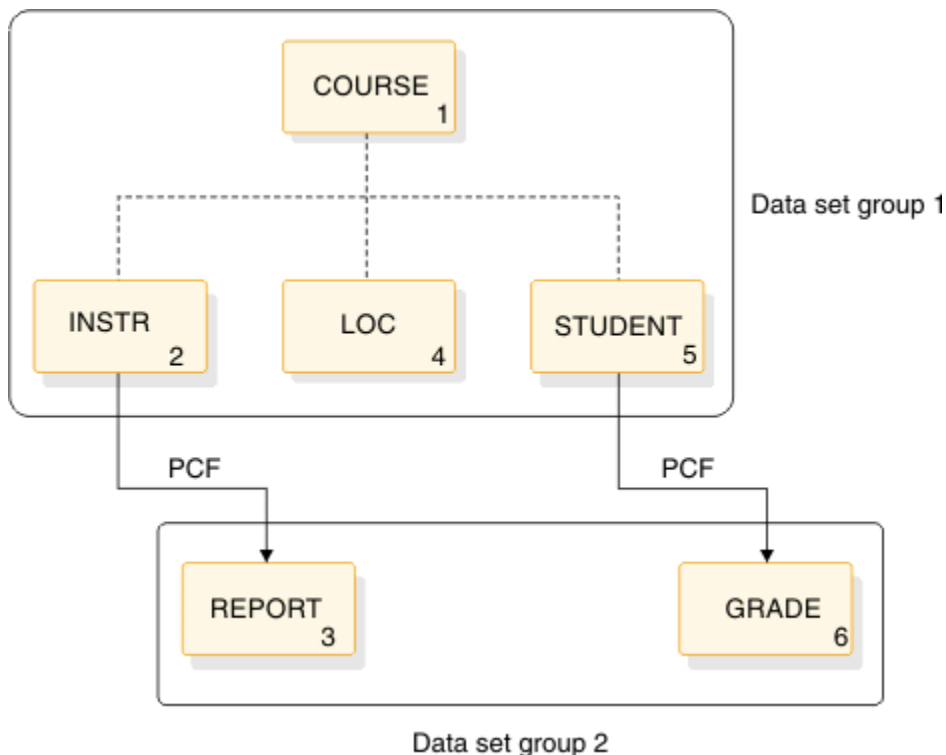 COURSE
1
Data set group 1
INSTR
2
LOC
4
STUDENT
5
PCF
PCF
REPORT
3
GRADE
6
Data set group 2